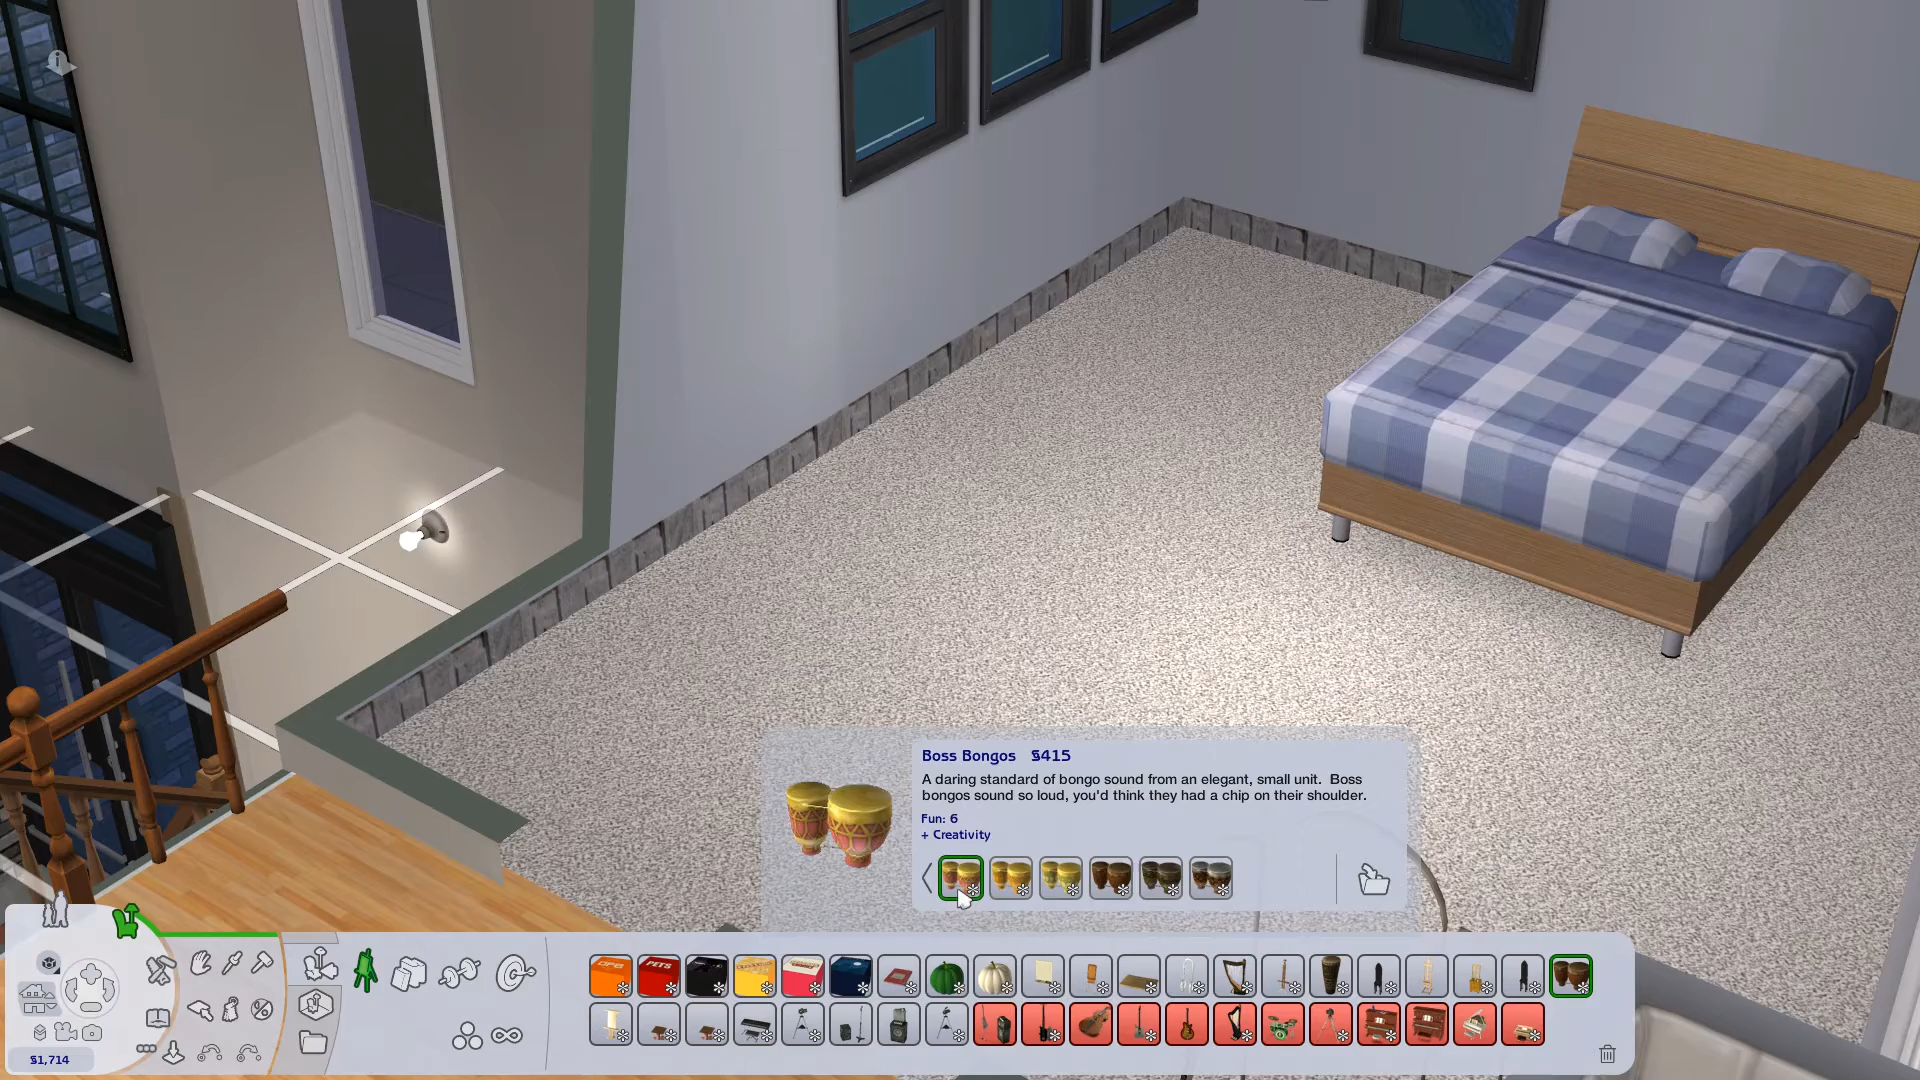 Boss Bongos §415
A daring standard of bongo sound from an elegant, small unit.  Boss
bongos sound so loud, you'd think they had a chip on their shoulder.
Fun: 6
+ Creativity
PETS
§1,714